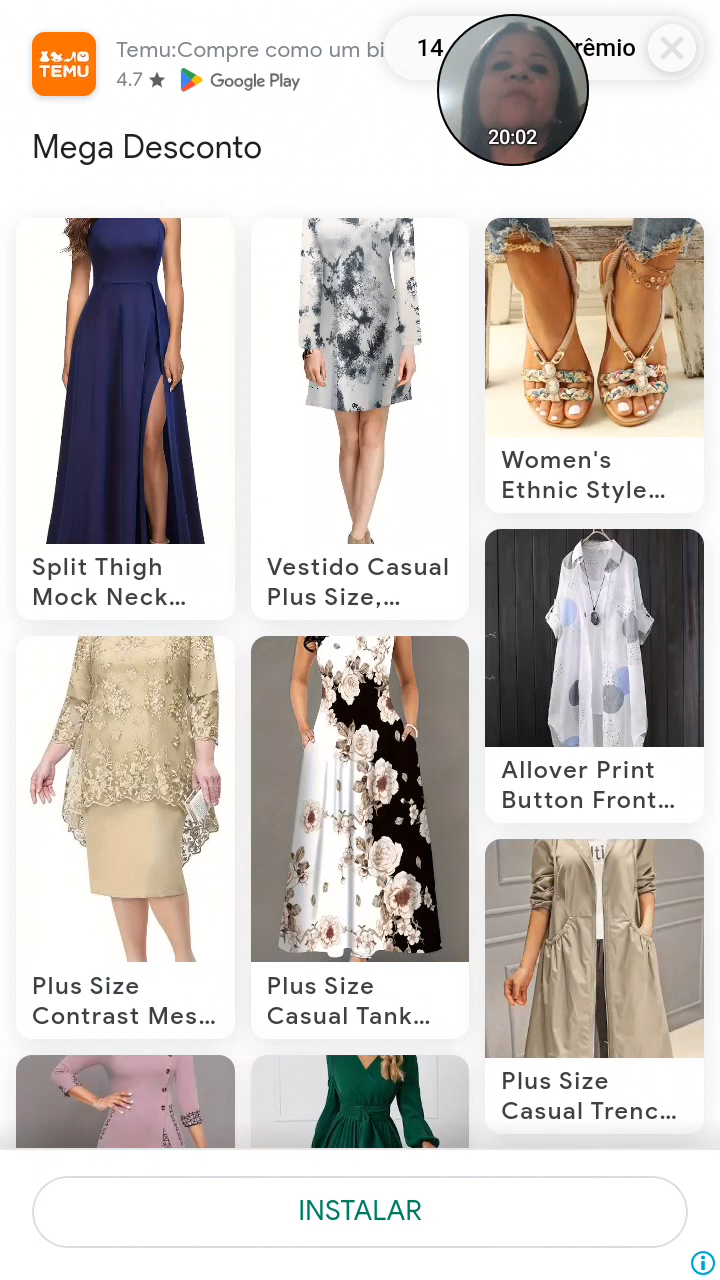 TEMU
Temu:Compre como um bi
14
rêmio
4.7 ★ Google Play
20:02
Mega Desconto
Split Thigh
Mock Neck...
Vestido Casual
Plus Size,...
Women's
Ethnic Style...
Allover Print
Button Front...
Plus Size
Contrast Mes...
Plus Size
Casual Tank...
Plus Size
Casual Trenc...
INSTALAR